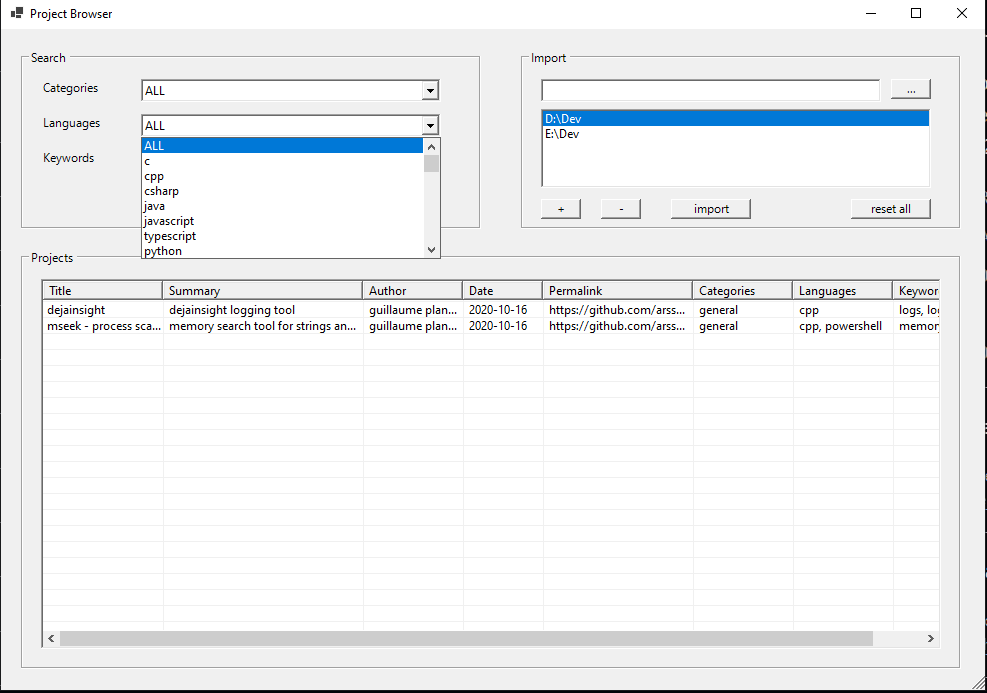 Project Browser
Search
Categories ALL
Languages ALL
ALL
c
cpp
csharp
java
javascript
typescript
python
Keywords
Import
...
D:\Dev
E:\Dev
+ - import reset all
Projects
Title Summary Author Date Permalink Categories Languages Keywor
dejainsight dejainsight logging tool guillaume plan... 2020-10-16 https://github.com/arss... general cpp logs, log
mseek - process sca... memory search tool for strings an... guillaume plan... 2020-10-16 https://github.com/arss... general cpp, powershell memory